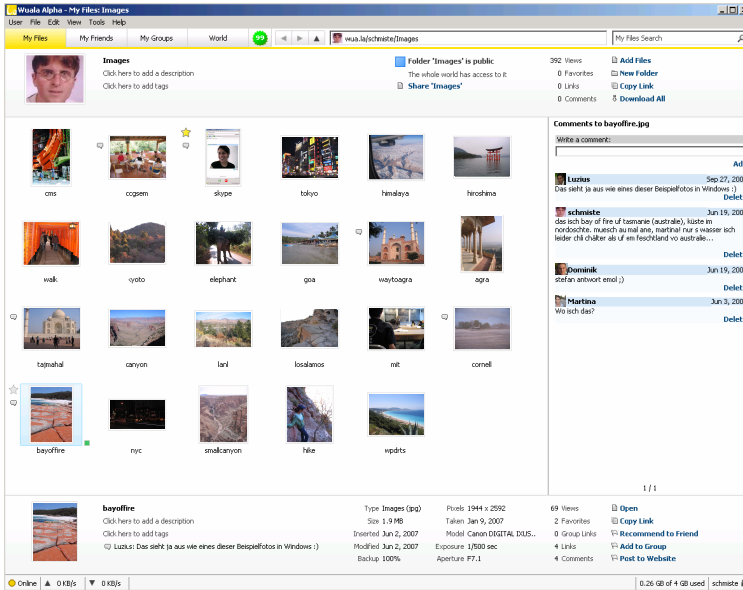 Wuala Alpha - My Files: Images
User File Edit View Tools Help
My Files My Friends My Groups World 99 wua.la/schmiste/Images My Files Search
Images
Click here to add a description
Click here to add tags
Folder 'Images' is public
The whole world has access to it
Share 'Images'
392 Views
0 Favorites
0 Links
0 Comments
Add Files
New Folder
Copy Link
Download All
cms ccgsem skype tokyo himalaya hiroshima
walk kyoto elephant goa waytoagra agra
tajmahal canyon lanl losalamos mit cornell
bayoffire nyc smallcanyon hike wpdrts
Comments to bayoffire.jpg
Write a comment:
Ad
Luzius Sep 27, 200
Das sieht ja aus wie eines dieser Beispielfotos in Windows :)
Delet
schmiste Jun 19, 200
das isch bay of fire uf tasmanie (australie), küste im
nordoschte. muesch au mal ane, martina! nur s wasser isch
leider chli chälter als uf em feschtland vo australie...
Delet
Dominik Jun 19, 200
stefan antwort emol ;)
Delet
Martina Jun 3, 200
Wo isch das?
Delet
1 / 1
bayoffire
Click here to add a description
Click here to add tags
Luzius: Das sieht ja aus wie eines dieser Beispielfotos in Windows :)
Type Images (jpg)
Size 1.9 MB
Inserted Jun 2, 2007
Modified Jun 2, 2007
Backup 100%
Pixels 1944 x 2592
Taken Jan 9, 2007
Model Canon DIGITAL IXUS..
Exposure 1/500 sec
Aperture F7.1
69 Views
2 Favorites
0 Group Links
4 Links
4 Comments
Open
Copy Link
Recommend to Friend
Add to Group
Post to Website
Online 0 KB/s 0 KB/s 0.26 GB of 4 GB used schmiste